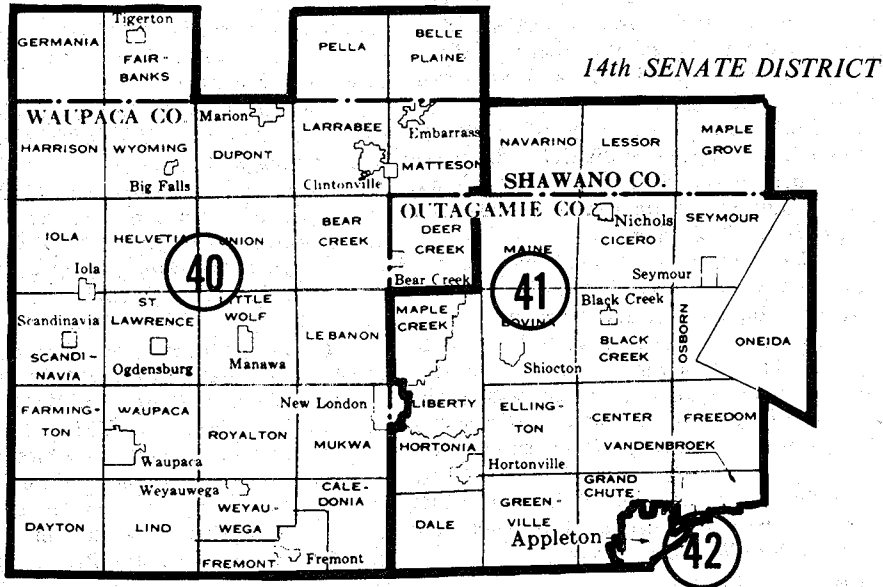 14th SENATE DISTRICT
Tigerton
GERMANIA
FAIR-
BANKS
PELLA
BELLE
PLAINE
WAUPACA CO.
Marion
LARRABEE
Embarrass
HARRISON
WYOMING
DUPONT
MATTESON
Big Falls
Clintonville
NAVARINO
LESSOR
MAPLE
GROVE
SHAWANO CO.
OUTAGAMIE CO.
IOLA
HELVETIA
UNION
BEAR
CREEK
DEER
CREEK
Bear Creek
MAINE
Nichols
CICERO
SEYMOUR
Seymour
Iola
40
41
Scandinavia
SCANDI-
NAVIA
ST.
LAWRENCE
Ogdensburg
LITTLE
WOLF
Manawa
LEBANON
MAPLE
CREEK
BOVINA
Shiocton
Black Creek
BLACK
CREEK
OSBORN
ONEIDA
FARMING-
TON
WAUPACA
Waupaca
ROYALTON
New London
MUKWA
LIBERTY
HORTONIA
Hortonville
ELLING-
TON
CENTER
FREEDOM
VANDENBROEK
DAYTON
LIND
Weyauwega
WEYAU-
WEGA
CALE-
DONIA
FREMONT
Fremont
DALE
GREEN-
VILLE
GRAND
CHUTE
Appleton
42